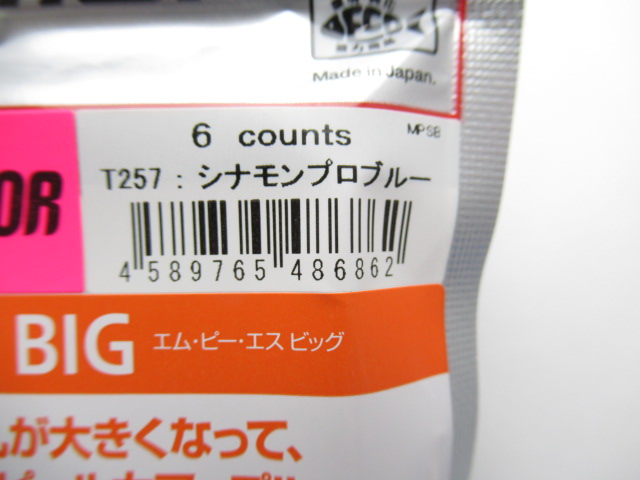 Made in Japan.
6 counts
MPSB
T257 : シナモンプロブルー
OR
4 589765 486862
BIG エム・ピー・エス ビッグ
が大きくなって、